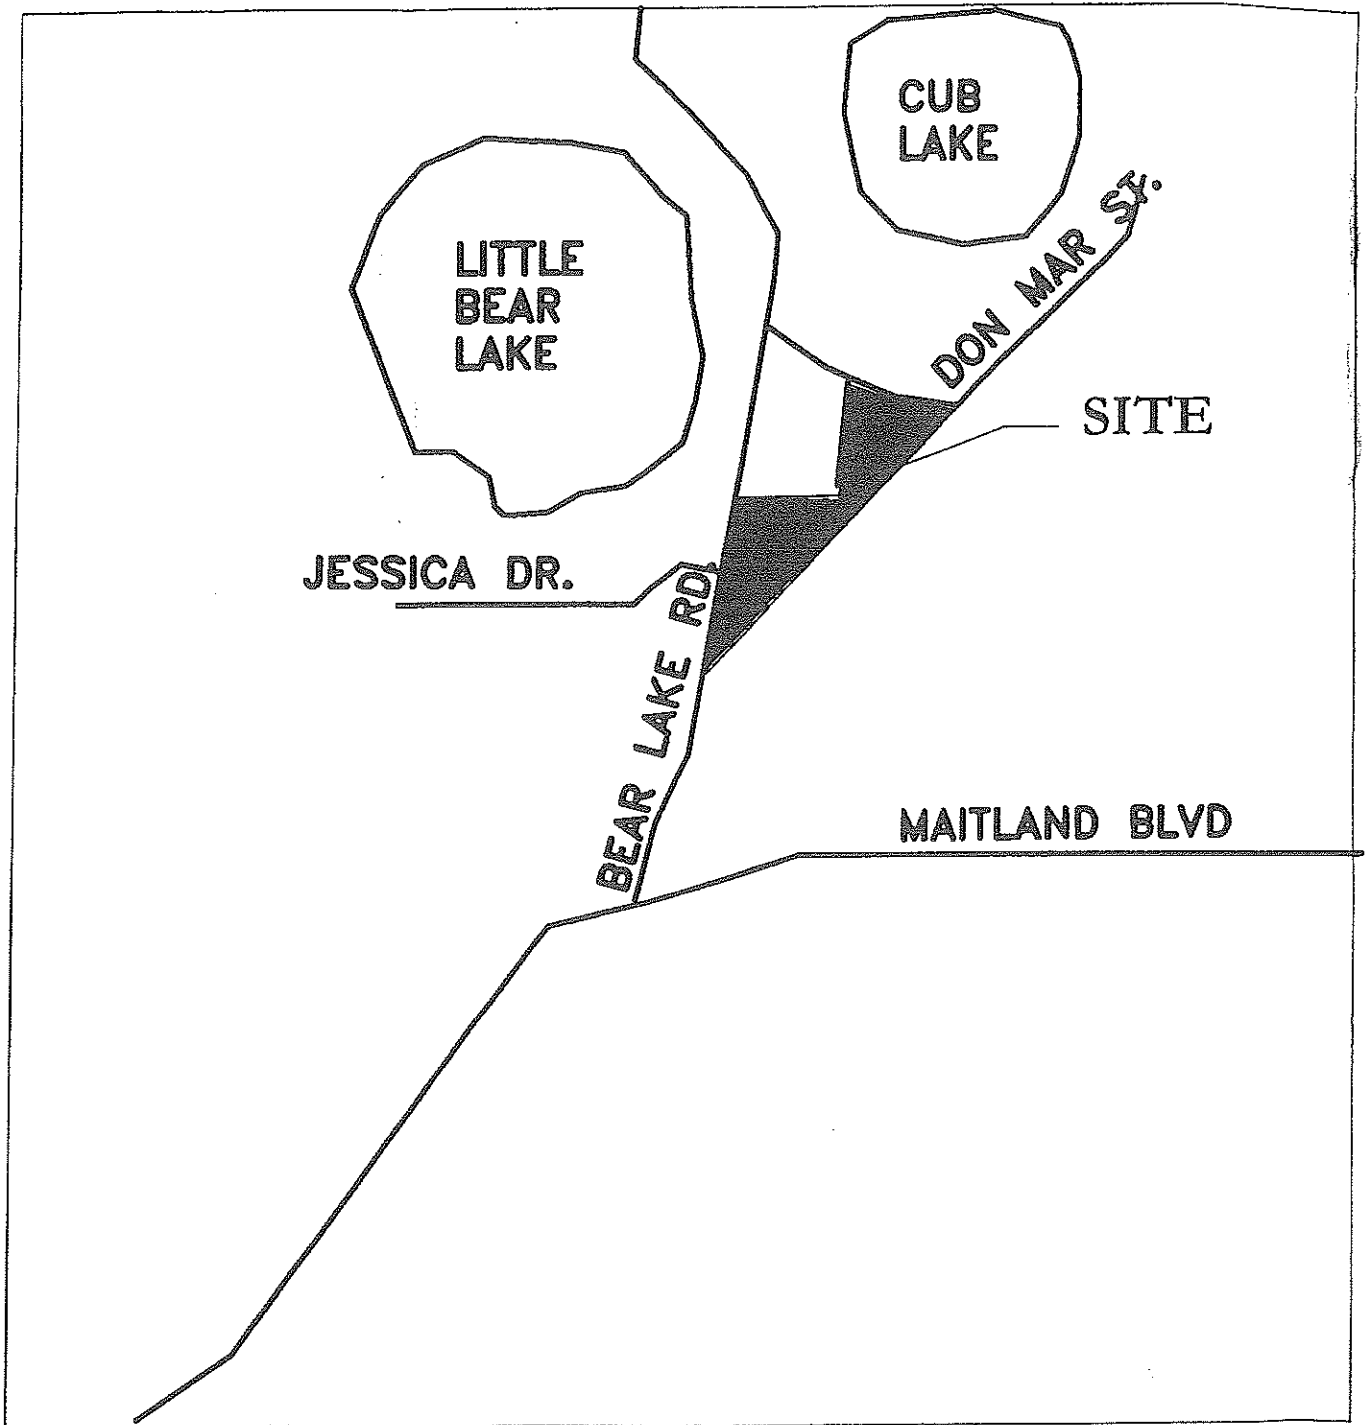 CUB
LAKE
LITTLE
BEAR
LAKE
DON MAR ST.
SITE
JESSICA DR.
BEAR LAKE RD.
MAITLAND BLVD